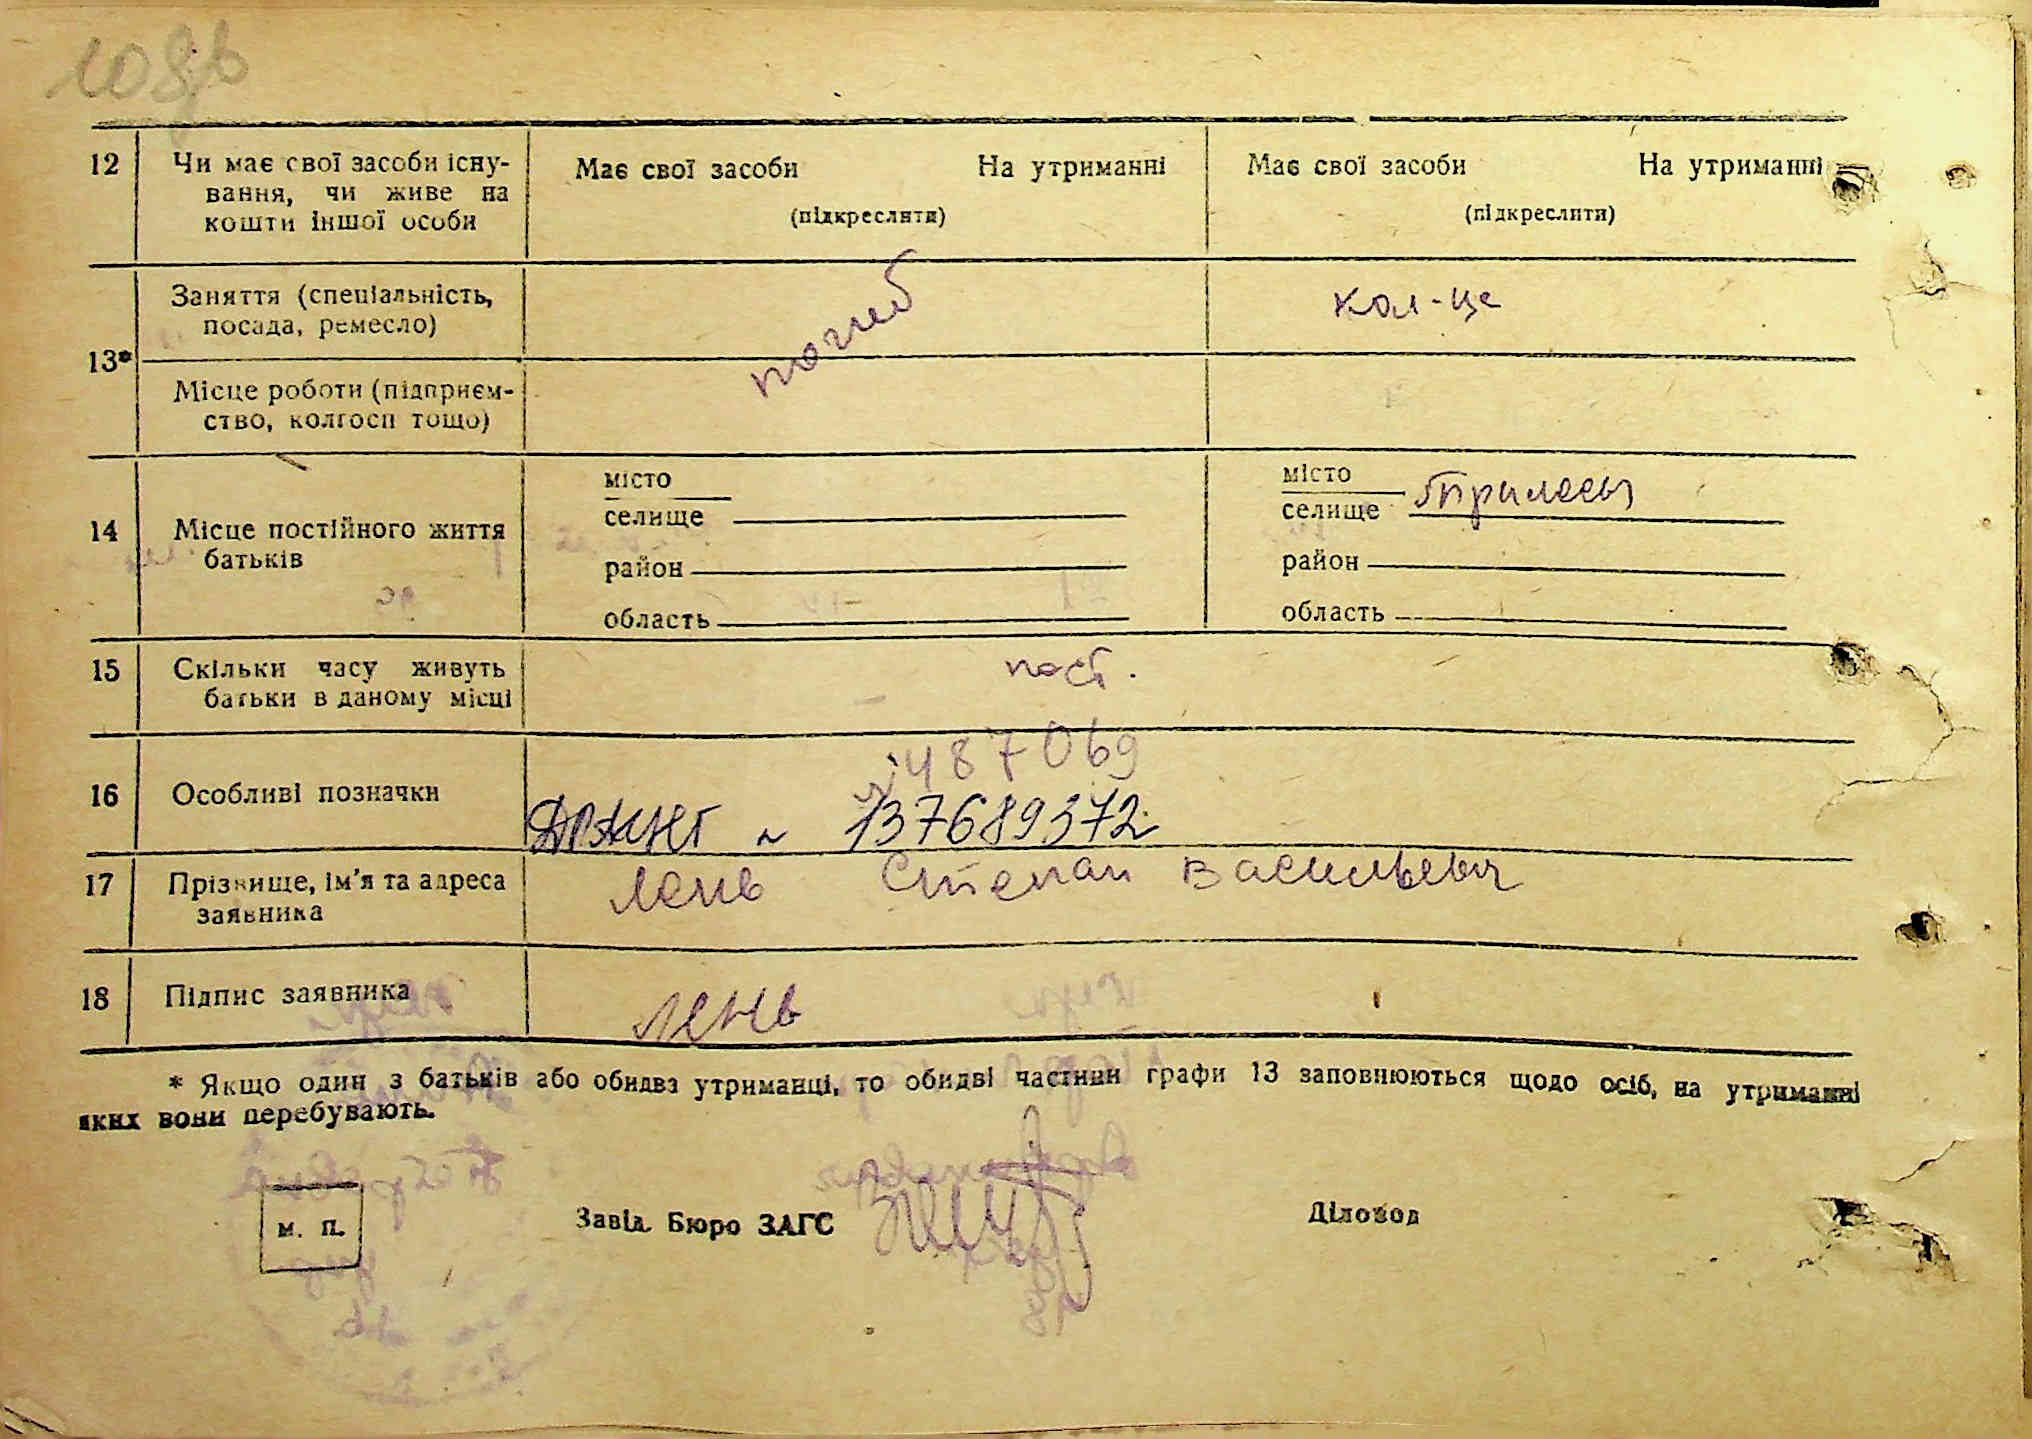 108зв
12 Чи має свої засоби існу- Має свої засоби На утриманні Має свої засоби На утриманні
вання, чи живе на
кошти іншої особи (підкреслити) (підкреслити)
Заняття (спеціальність, погиб кол-це
посада, ремесло)
13*
Місце роботи (підприєм-
ство, колгосп тощо)
14 Місце постійного життя батьків
місто місто
селище селище Трилесы
район район
область область
15 Скільки часу живуть пост.
батьки в даному місці
487069
16 Особливі позначки ДРАЦСГ ~ 137689372
17 Прізвище, ім'я та адреса Лень Степан Васильевич
заявника
18 Підпис заявника Лень
* Якщо один з батьків або обидва утриманці, то обидві частини графи 13 заповнюються щодо осіб, на утриманні
яких вони перебувають.
м. п. Завід. Бюро ЗАГС Діловод